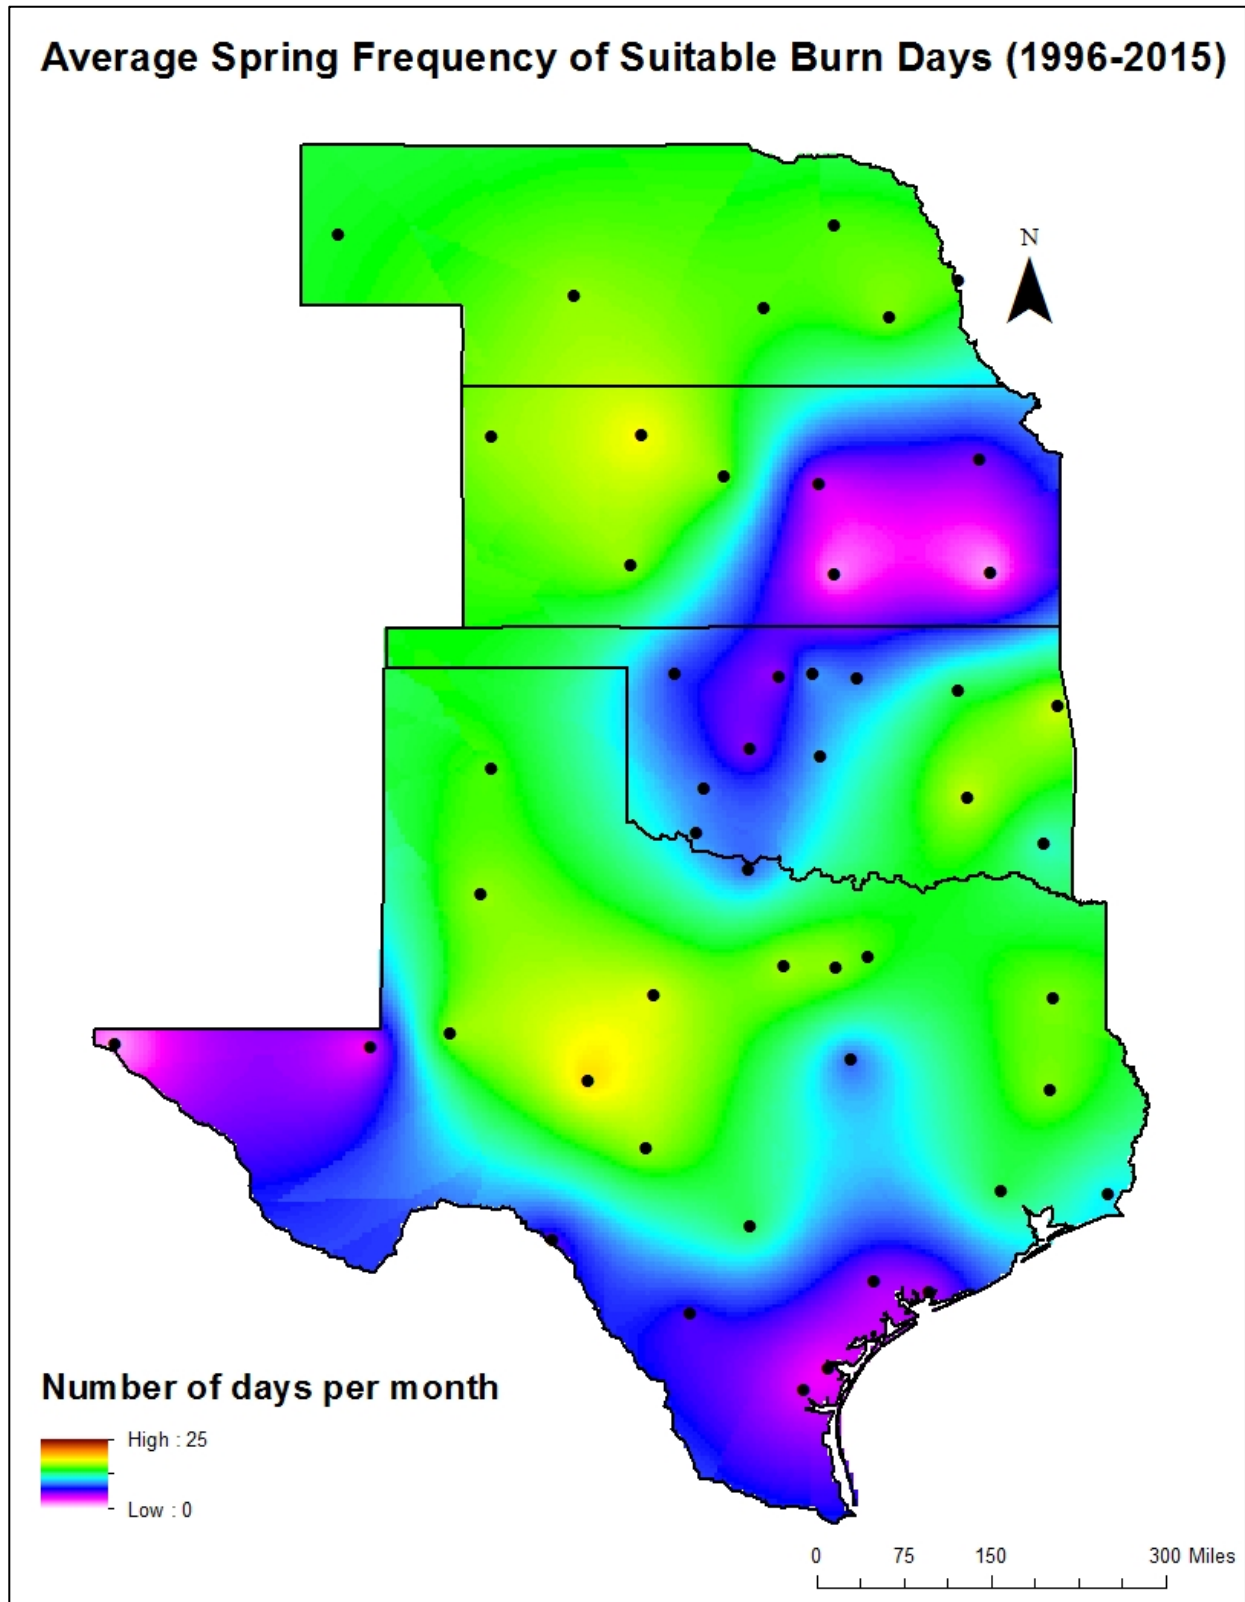 Average Spring Frequency of Suitable Burn Days (1996-2015)
N
Number of days per month
High : 25
Low : 0
0 75 150 300 Miles